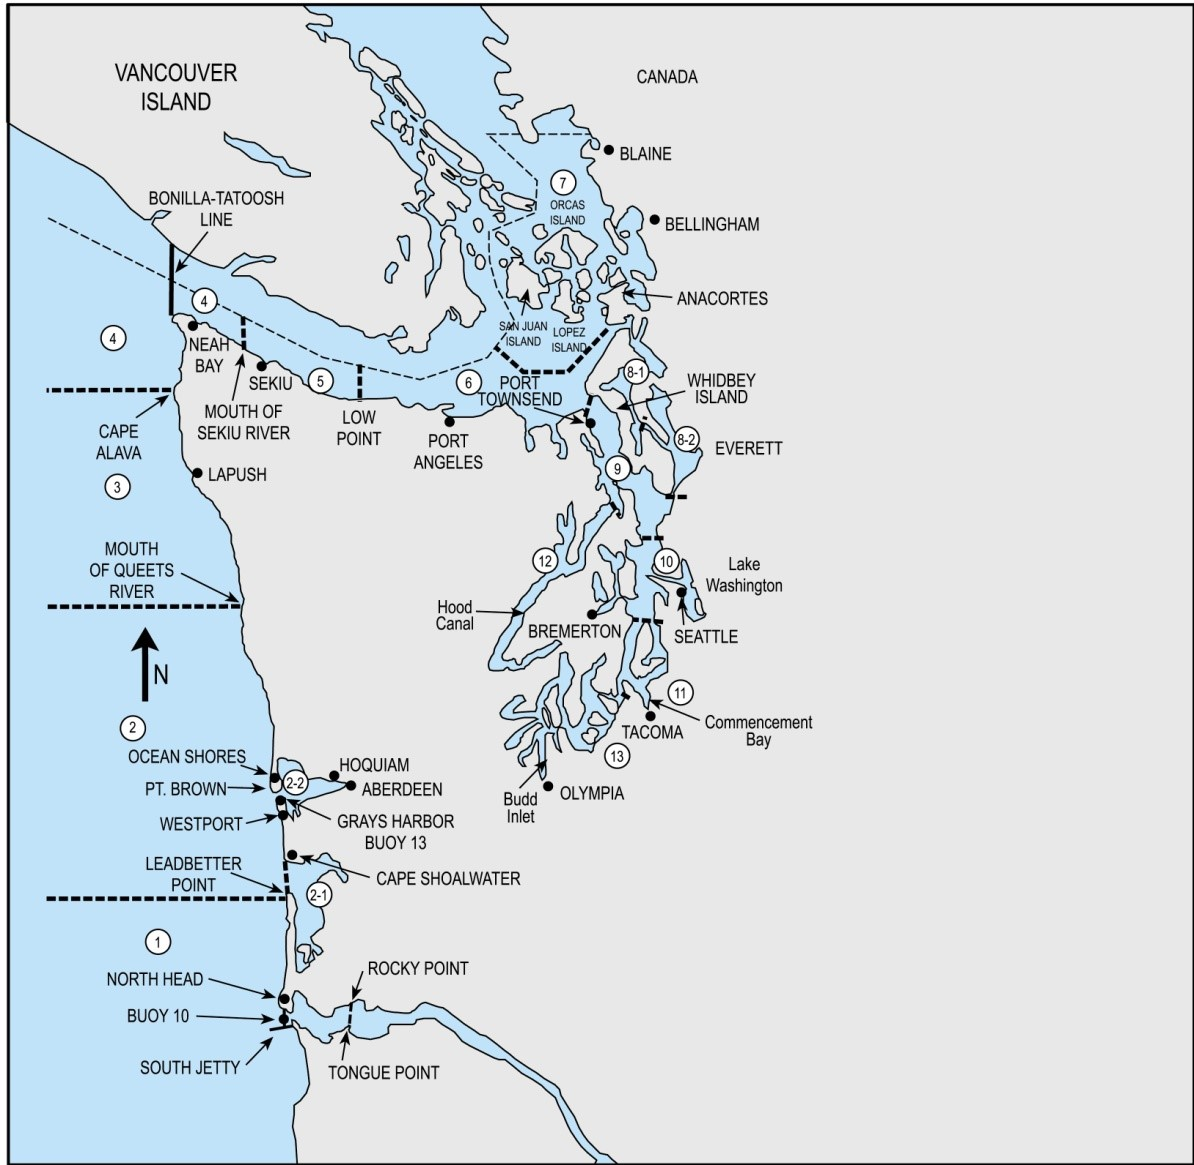 VANCOUVER
ISLAND
CANADA
BLAINE
7
ORCAS
ISLAND
BONILLA-TATOOSH
LINE
BELLINGHAM
ANACORTES
4
4
NEAH
BAY
SAN JUAN
ISLAND
LOPEZ
ISLAND
SEKIU
5
6
PORT
TOWNSEND
8-1
WHIDBEY
ISLAND
MOUTH OF
SEKIU RIVER
LOW
POINT
PORT
ANGELES
CAPE
ALAVA
8-2
EVERETT
3
LAPUSH
9
MOUTH
OF QUEETS
RIVER
12
10
Lake
Washington
Hood
Canal
BREMERTON
SEATTLE
N
11
2
TACOMA
Commencement
Bay
13
OCEAN SHORES
HOQUIAM
2-2
PT. BROWN
ABERDEEN
Budd
Inlet
OLYMPIA
WESTPORT
GRAYS HARBOR
BUOY 13
LEADBETTER
POINT
CAPE SHOALWATER
2-1
1
NORTH HEAD
ROCKY POINT
BUOY 10
SOUTH JETTY
TONGUE POINT